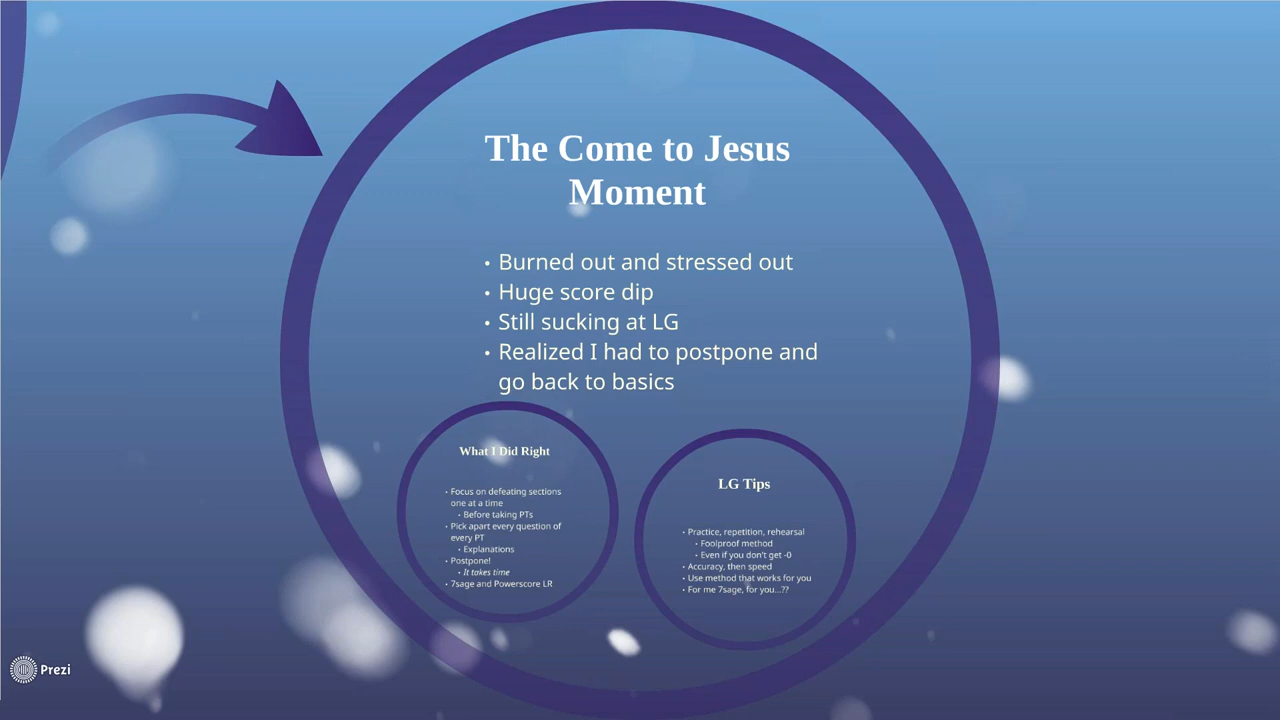 The Come to Jesus
Moment
• Burned out and stressed out
• Huge score dip
• Still sucking at LG
• Realized I had to postpone and
go back to basics
What I Did Right
• Focus on defeating sections
one at a time
• Before taking PTs
• Pick apart every question of
every PT
• Explanations
• Postpone!
• It takes time
• 7sage and Powerscore LR
LG Tips
• Practice, repetition, rehearsal
• Foolproof method
• Even if you don't get -0
• Accuracy, then speed
• Use method that works for you
• For me 7sage, for you...??
Prezi